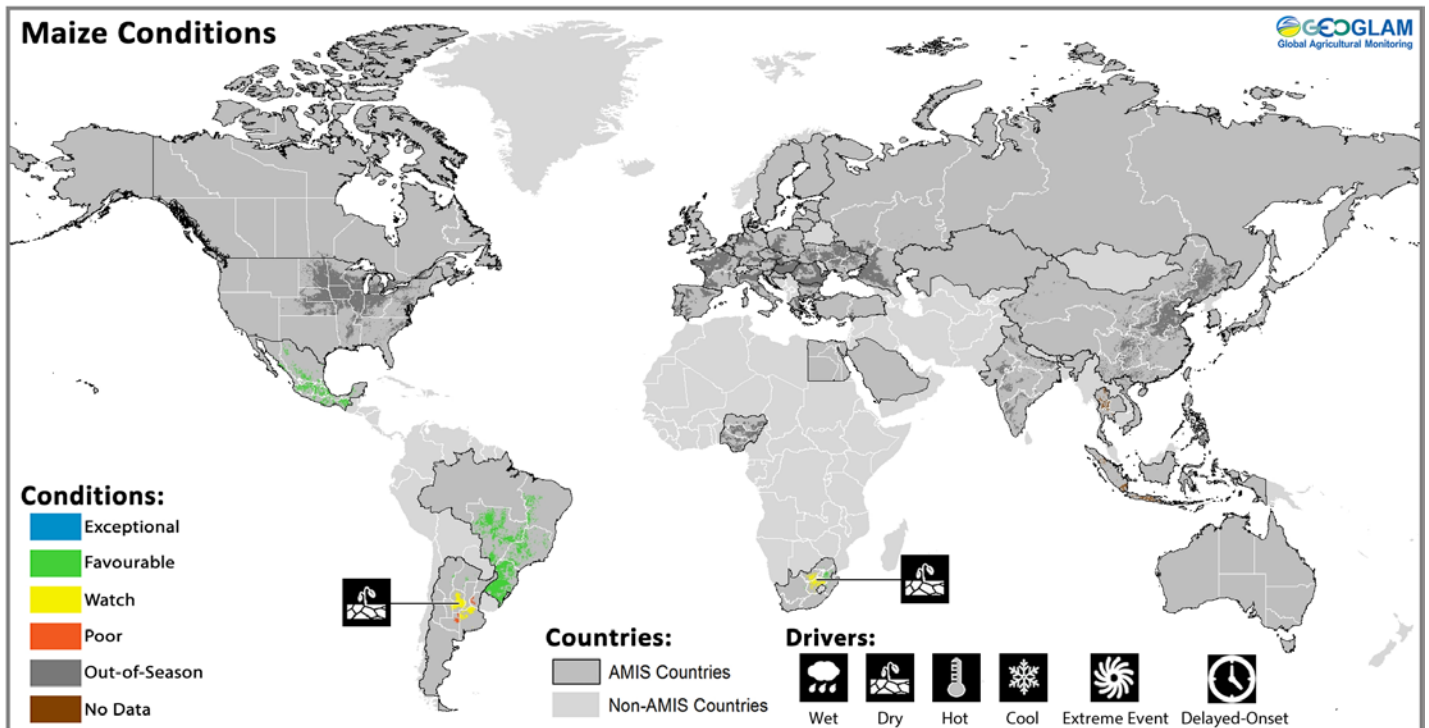 Maize Conditions
GEOGLAM
Global Agricultural Monitoring
Conditions:
Exceptional
Favourable
Watch
Poor
Out-of-Season
No Data
Countries:
AMIS Countries
Non-AMIS Countries
Drivers:
Wet
Dry
Hot
Cool
Extreme Event
Delayed-Onset